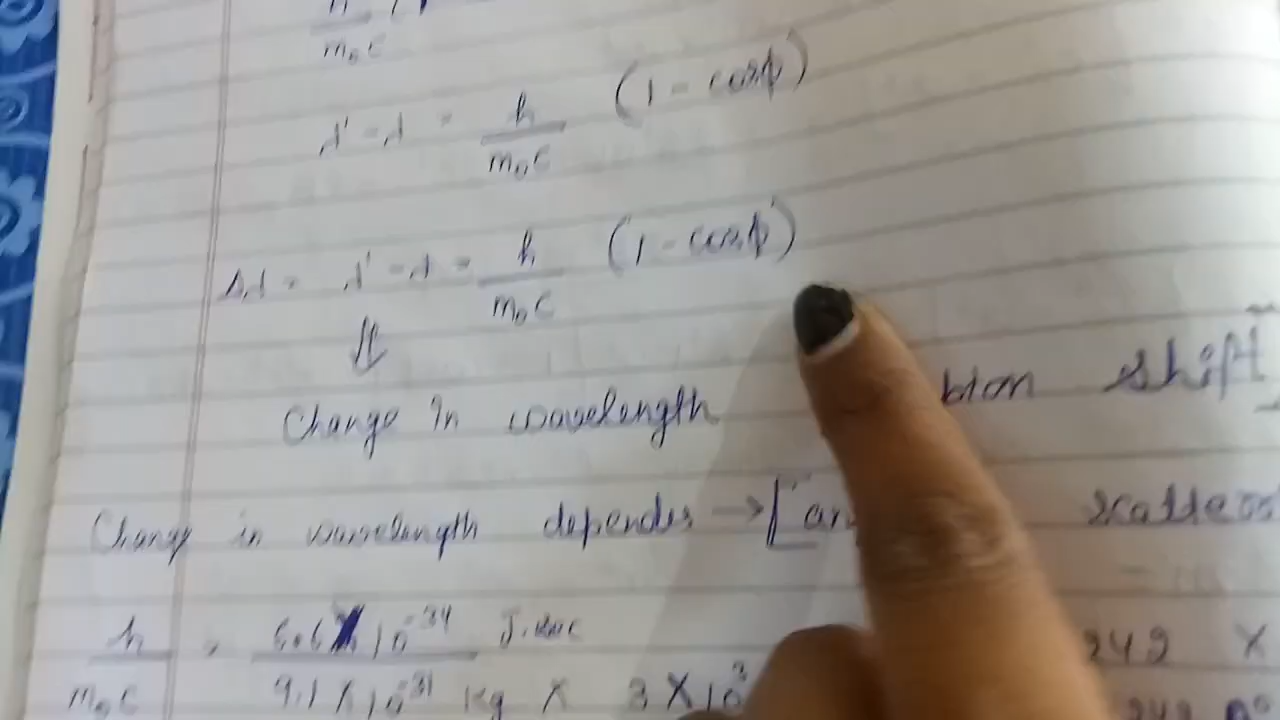 m₀c
λ' - λ = h/m₀c (1 - cosφ)
Δλ = λ' - λ = h/m₀c (1 - cosφ)
⇓
Change in wavelength shift
Change in wavelength depends →
h/m₀c = 6.6 X 10⁻³⁴ J.sec / 9.1 X 10⁻³¹ kg X 3 X 10 242 X